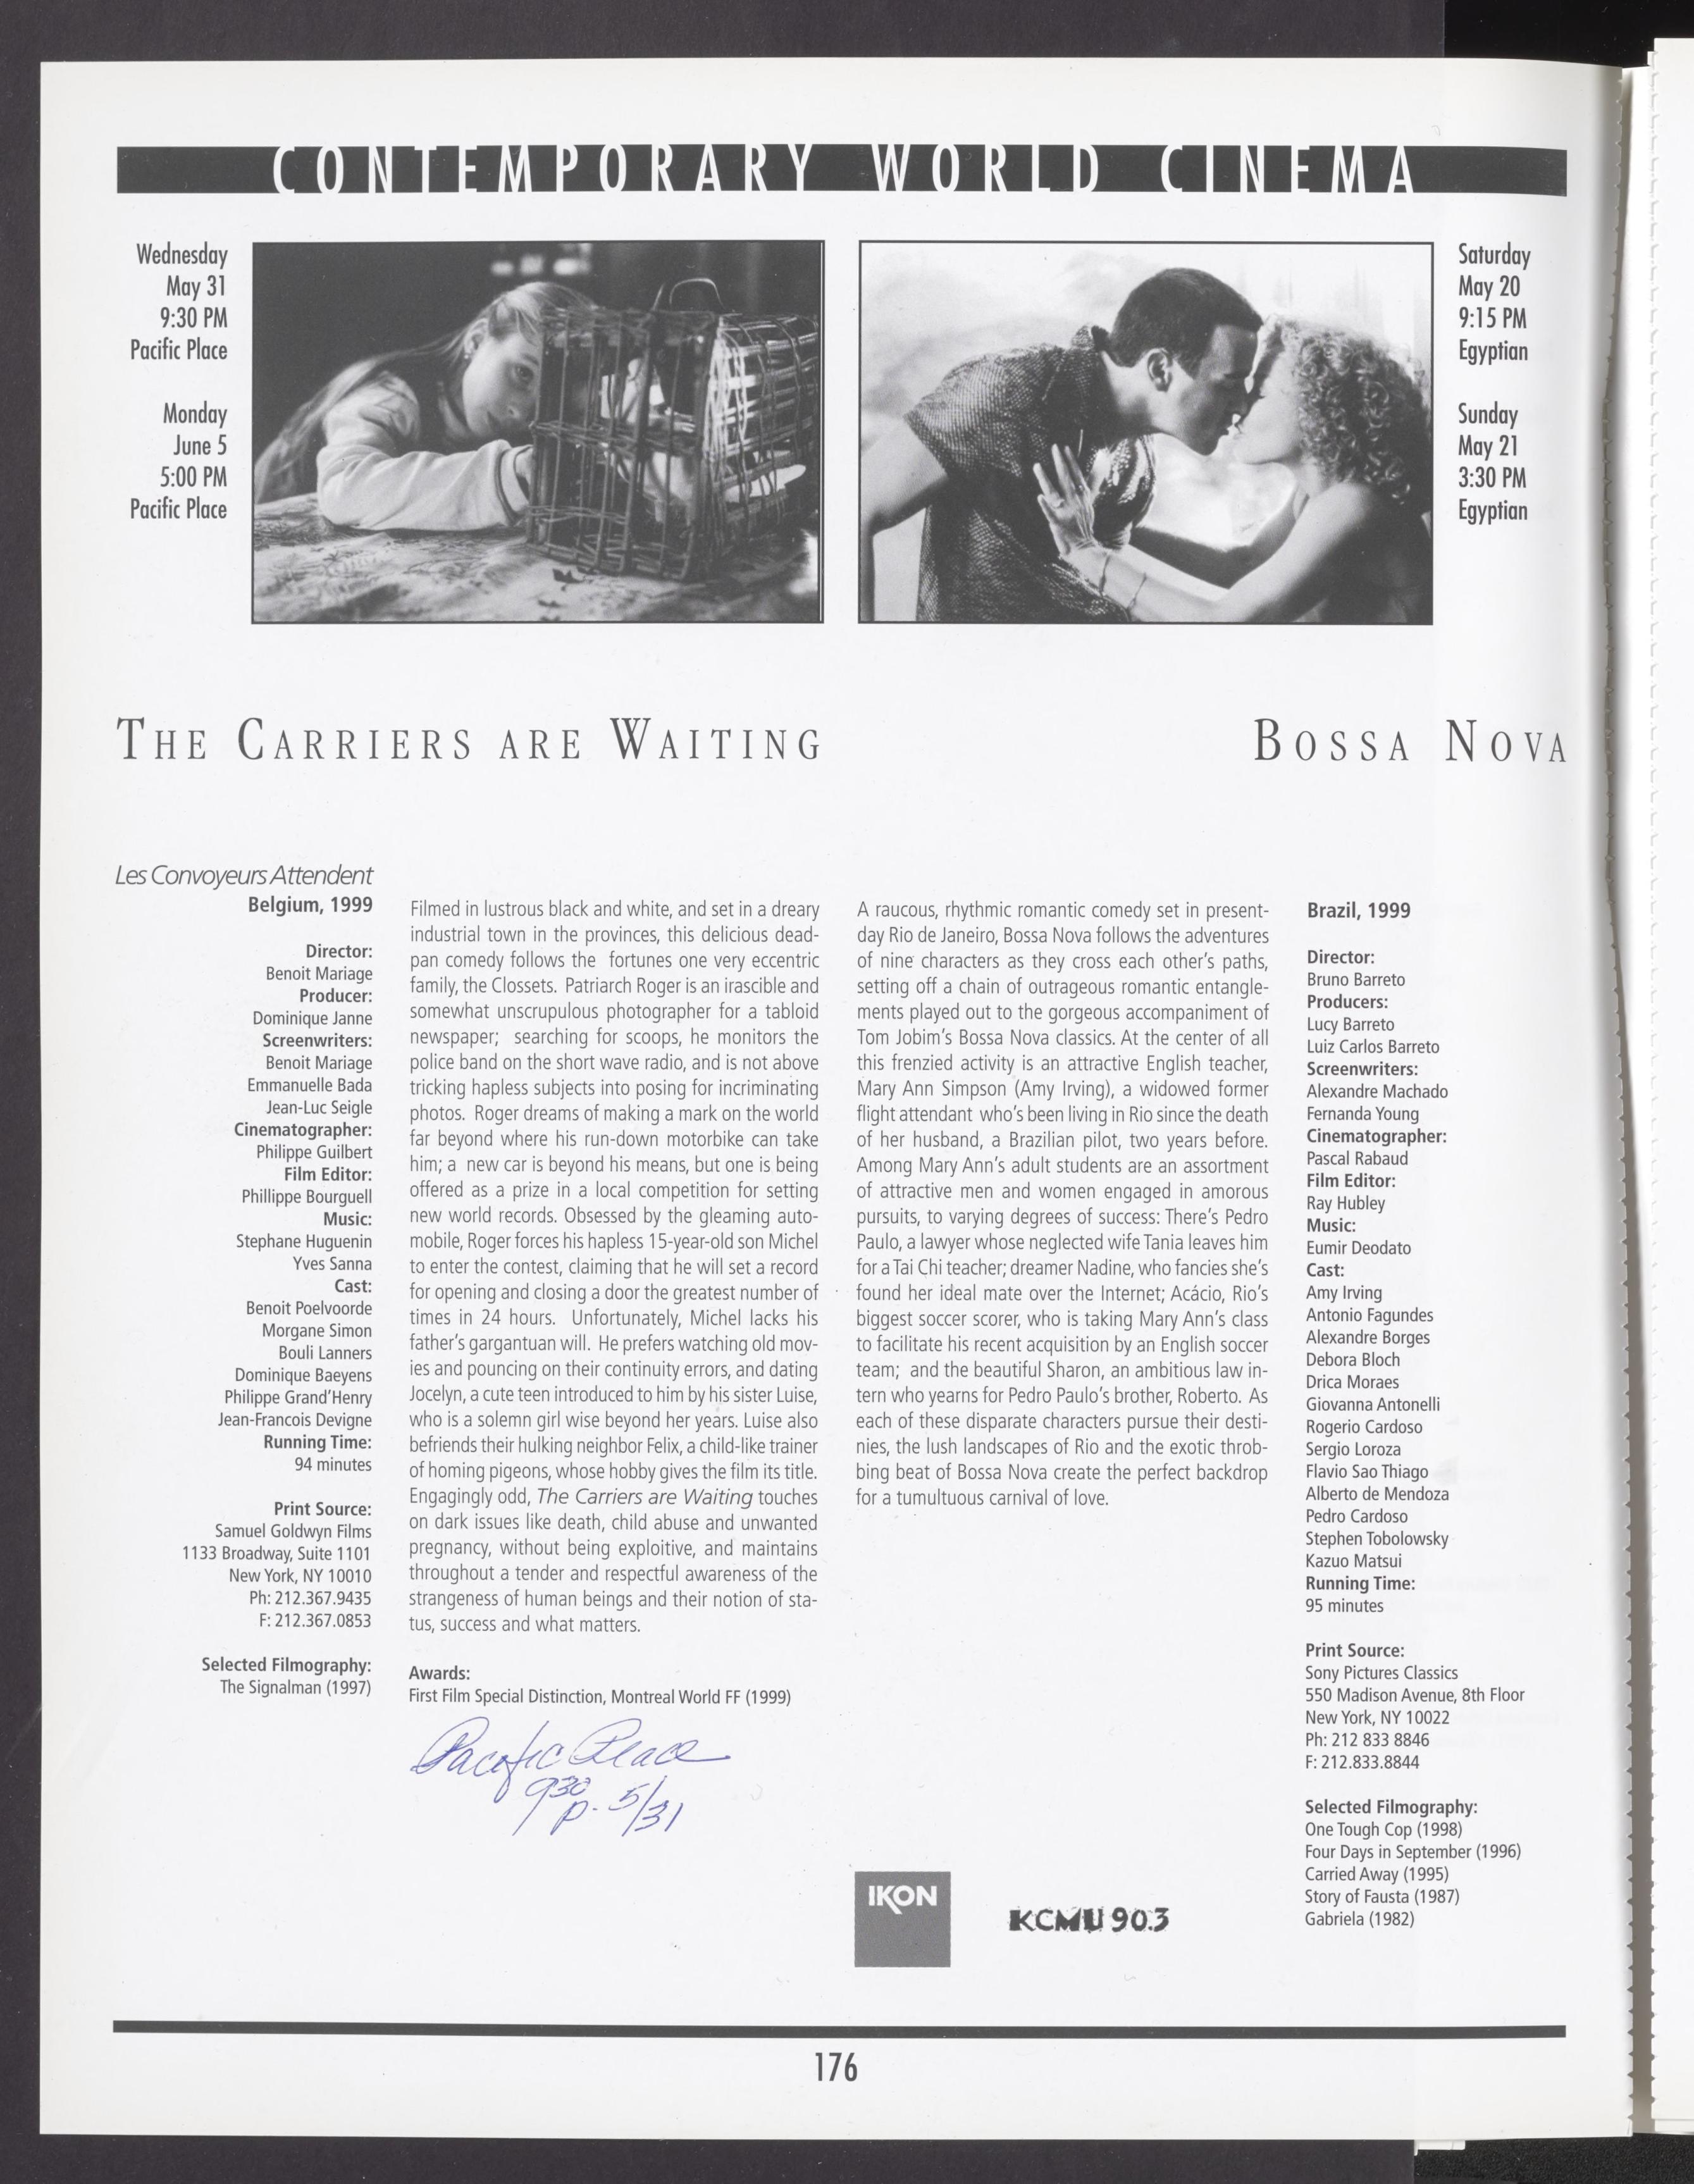 CONTEMPORARY WORLD CINEMA
Wednesday
May 31
9:30 PM
Pacific Place
Monday
June 5
5:00 PM
Pacific Place
Saturday
May 20
9:15 PM
Egyptian
Sunday
May 21
3:30 PM
Egyptian
THE CARRIERS ARE WAITING
Les Convoyeurs Attendent
Belgium, 1999
Director:
Benoit Mariage
Producer:
Dominique Janne
Screenwriters:
Benoit Mariage
Emmanuelle Bada
Jean-Luc Seigle
Cinematographer:
Philippe Guilbert
Film Editor:
Phillippe Bourguell
Music:
Stephane Huguenin
Yves Sanna
Cast:
Benoit Poelvoorde
Morgane Simon
Bouli Lanners
Dominique Baeyens
Philippe Grand'Henry
Jean-Francois Devigne
Running Time:
94 minutes
Print Source:
Samuel Goldwyn Films
1133 Broadway, Suite 1101
New York, NY 10010
Ph: 212.367.9435
F: 212.367.0853
Selected Filmography:
The Signalman (1997)
Filmed in lustrous black and white, and set in a dreary
industrial town in the provinces, this delicious dead-
pan comedy follows the fortunes one very eccentric
family, the Clossets. Patriarch Roger is an irascible and
somewhat unscrupulous photographer for a tabloid
newspaper; searching for scoops, he monitors the
police band on the short wave radio, and is not above
tricking hapless subjects into posing for incriminating
photos. Roger dreams of making a mark on the world
far beyond where his run-down motorbike can take
him; a new car is beyond his means, but one is being
offered as a prize in a local competition for setting
new world records. Obsessed by the gleaming auto-
mobile, Roger forces his hapless 15-year-old son Michel
to enter the contest, claiming that he will set a record
for opening and closing a door the greatest number of
times in 24 hours. Unfortunately, Michel lacks his
father's gargantuan will. He prefers watching old mov-
ies and pouncing on their continuity errors, and dating
Jocelyn, a cute teen introduced to him by his sister Luise,
who is a solemn girl wise beyond her years. Luise also
befriends their hulking neighbor Felix, a child-like trainer
of homing pigeons, whose hobby gives the film its title.
Engagingly odd, The Carriers are Waiting touches
on dark issues like death, child abuse and unwanted
pregnancy, without being exploitive, and maintains
throughout a tender and respectful awareness of the
strangeness of human beings and their notion of sta-
tus, success and what matters.
Awards:
First Film Special Distinction, Montreal World FF (1999)
Pacific Place
930 p. 5/31
BOSSA NOVA
A raucous, rhythmic romantic comedy set in present-
day Rio de Janeiro, Bossa Nova follows the adventures
of nine characters as they cross each other's paths,
setting off a chain of outrageous romantic entangle-
ments played out to the gorgeous accompaniment of
Tom Jobim's Bossa Nova classics. At the center of all
this frenzied activity is an attractive English teacher,
Mary Ann Simpson (Amy Irving), a widowed former
flight attendant who's been living in Rio since the death
of her husband, a Brazilian pilot, two years before.
Among Mary Ann's adult students are an assortment
of attractive men and women engaged in amorous
pursuits, to varying degrees of success: There's Pedro
Paulo, a lawyer whose neglected wife Tania leaves him
for a Tai Chi teacher; dreamer Nadine, who fancies she's
found her ideal mate over the Internet; Acácio, Rio's
biggest soccer scorer, who is taking Mary Ann's class
to facilitate his recent acquisition by an English soccer
team; and the beautiful Sharon, an ambitious law in-
tern who yearns for Pedro Paulo's brother, Roberto. As
each of these disparate characters pursue their desti-
nies, the lush landscapes of Rio and the exotic throb-
bing beat of Bossa Nova create the perfect backdrop
for a tumultuous carnival of love.
Brazil, 1999
Director:
Bruno Barreto
Producers:
Lucy Barreto
Luiz Carlos Barreto
Screenwriters:
Alexandre Machado
Fernanda Young
Cinematographer:
Pascal Rabaud
Film Editor:
Ray Hubley
Music:
Eumir Deodato
Cast:
Amy Irving
Antonio Fagundes
Alexandre Borges
Debora Bloch
Drica Moraes
Giovanna Antonelli
Rogerio Cardoso
Sergio Loroza
Flavio Sao Thiago
Alberto de Mendoza
Pedro Cardoso
Stephen Tobolowsky
Kazuo Matsui
Running Time:
95 minutes
Print Source:
Sony Pictures Classics
550 Madison Avenue, 8th Floor
New York, NY 10022
Ph: 212 833 8846
F: 212.833.8844
Selected Filmography:
One Tough Cop (1998)
Four Days in September (1996)
Carried Away (1995)
Story of Fausta (1987)
Gabriela (1982)
IKON
KCMU 90.3
176